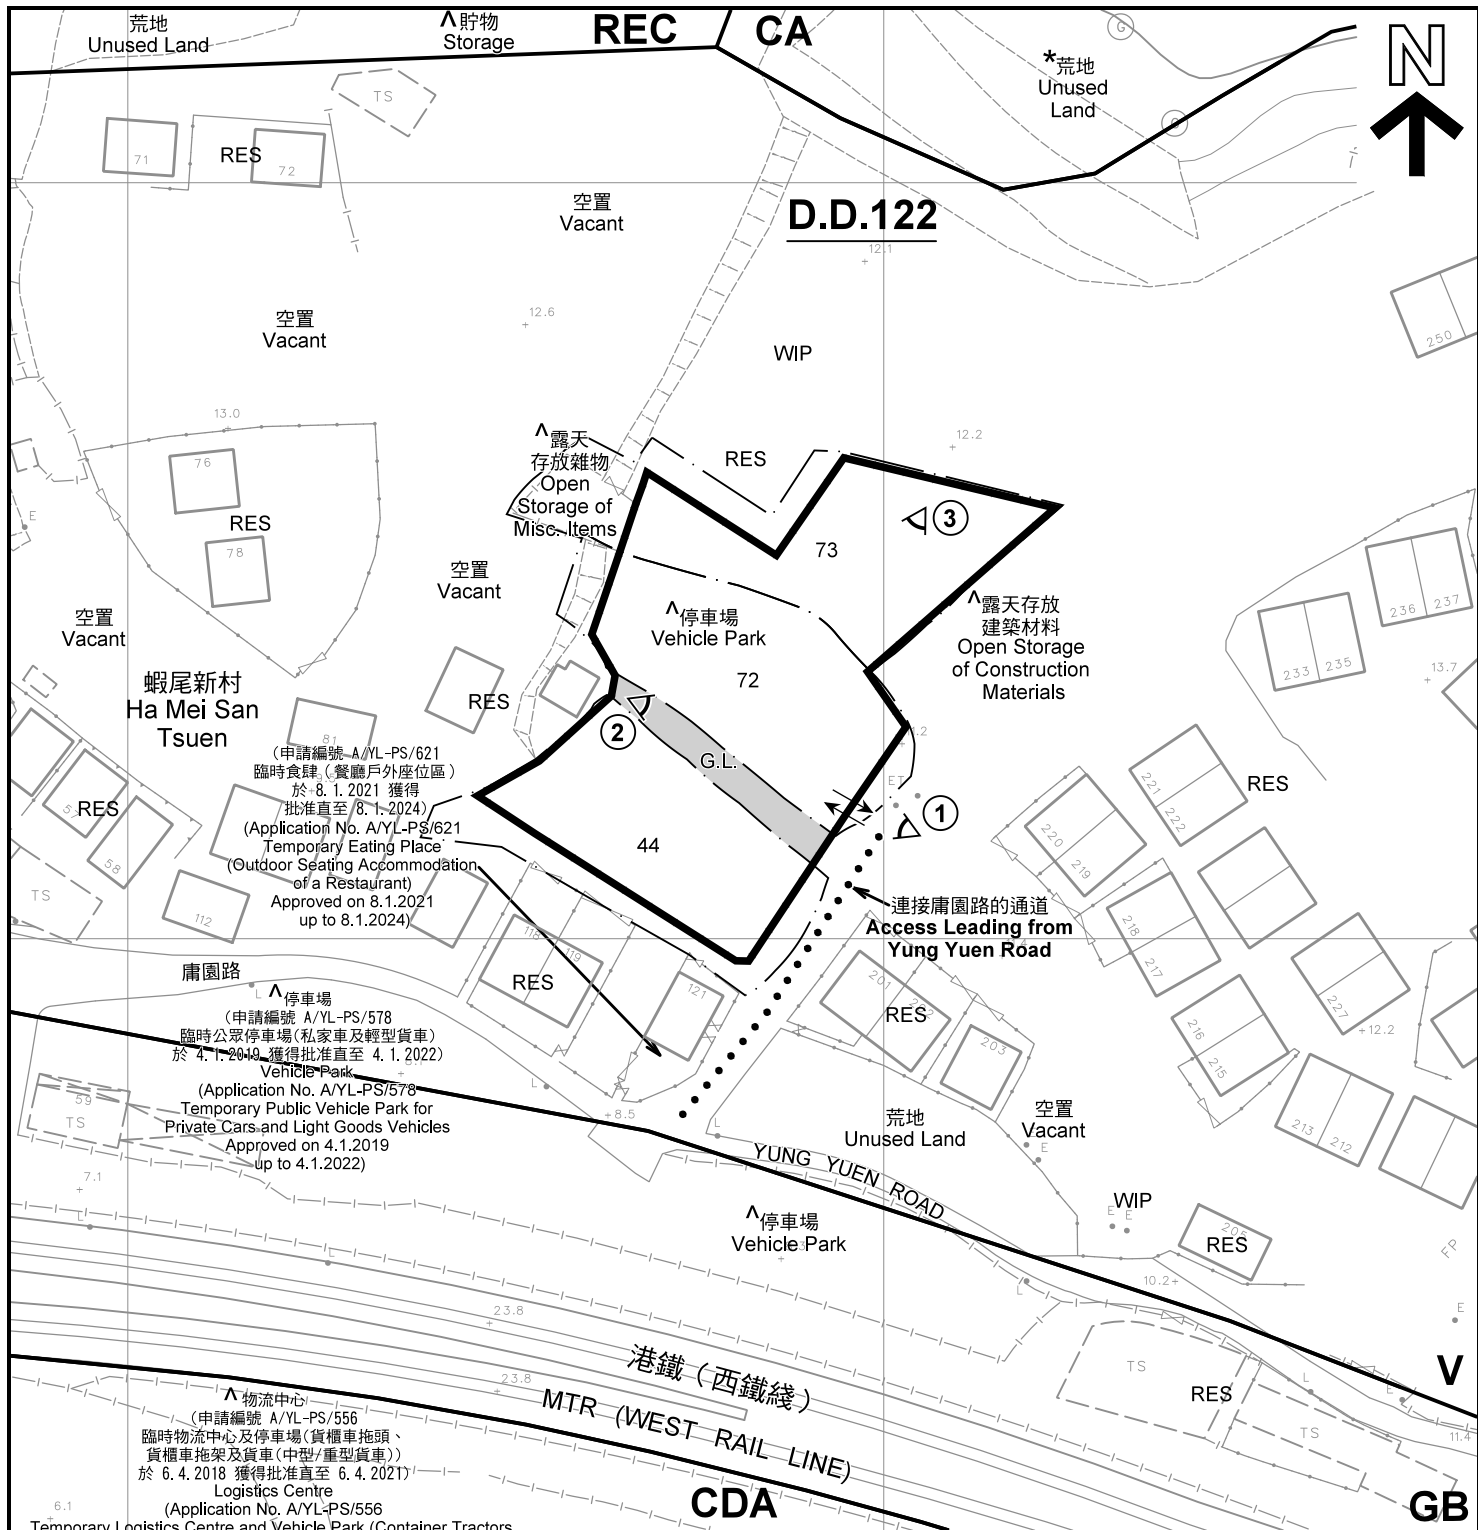 荒地
Unused Land
^ 貯物
Storage
REC
CA
G
*荒地
Unused
Land
G
N
TS
71
RES
72
空置
Vacant
D.D.122
12.1
空置
Vacant
12.6
WIP
250
13.0
12.2
^露天
存放雜物
Open
Storage of
Misc. Items
RES
76
RES
78
E
3
73
空置
Vacant
空置
Vacant
^停車場
Vehicle Park
^露天存放
建築材料
Open Storage
of Construction
Materials
236
237
233
235
13.7
蝦尾新村
Ha Mei San
Tsuen
RES
72
2
G.L.
81
(申請編號 A/YL-PS/621
臨時食肆(餐廳戶外座位區)
於 8.1.2021 獲得
批准直至 8.1.2024)
(Application No. A/YL-PS/621
Temporary Eating Place
(Outdoor Seating Accommodation
of a Restaurant)
Approved on 8.1.2021
up to 8.1.2024)
RES
57
58
TS
112
44
ET
1
221
222
RES
220
219
218
217
連接庸園路的通道
Access Leading from
Yung Yuen Road
庸園路
L
118
119
RES
121
201
202
RES
203
227
216
215
12.2
^停車場
(申請編號 A/YL-PS/578
臨時公眾停車場(私家車及輕型貨車)
於 4.1.2019 獲得批准直至 4.1.2022)
Vehicle Park
(Application No. A/YL-PS/578
Temporary Public Vehicle Park for
Private Cars and Light Goods Vehicles
Approved on 4.1.2019
up to 4.1.2022)
59
TS
L
8.5
L
荒地
Unused Land
空置
Vacant
E
E
213
212
YUNG YUEN ROAD
7.1
L
^停車場
Vehicle Park
WIP
E
E
205
RES
FP
L
L
10.2
E
23.8
港鐵(西鐵綫)
MTR (WEST RAIL LINE)
23.8
TS
RES
L
E
V
TS
11.4
^ 物流中心
(申請編號 A/YL-PS/556
臨時物流中心及停車場(貨櫃車拖頭、
貨櫃車拖架及貨車(中型/重型貨車))
於 6.4.2018 獲得批准直至 6.4.2021)
Logistics Centre
(Application No. A/YL-PS/556
Temporary Logistics Centre and Vehicle Park (Container Tractors,
6.1
CDA
GB